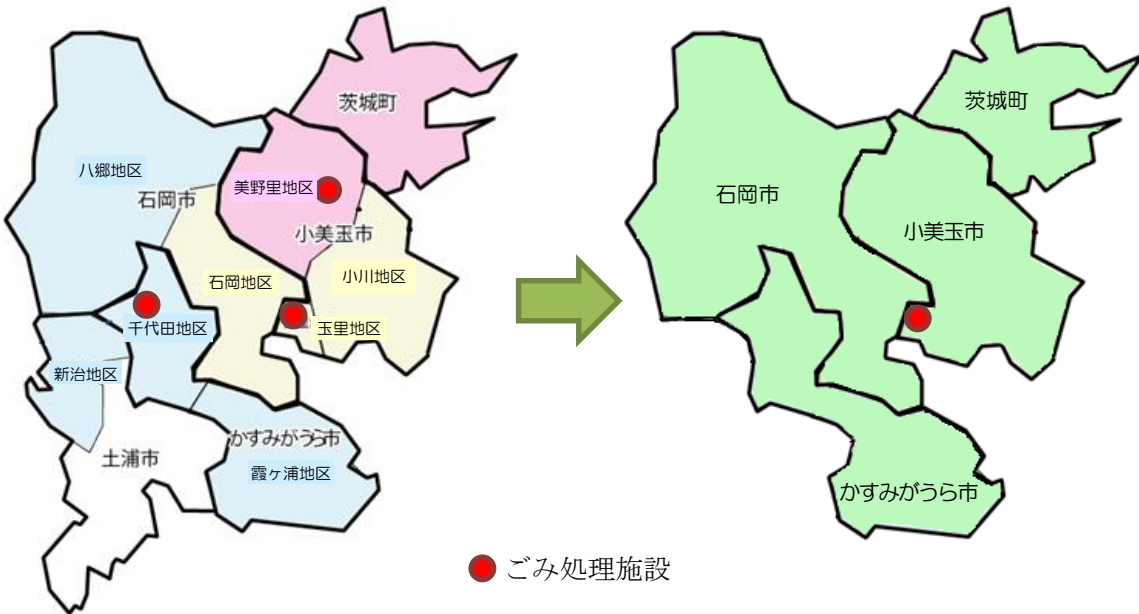 茨城町
八郷地区
美野里地区
石岡市
小美玉市
石岡地区
小川地区
千代田地区
玉里地区
新治地区
かすみがうら市
土浦市
霞ヶ浦地区
茨城町
石岡市
小美玉市
かすみがうら市
ごみ処理施設